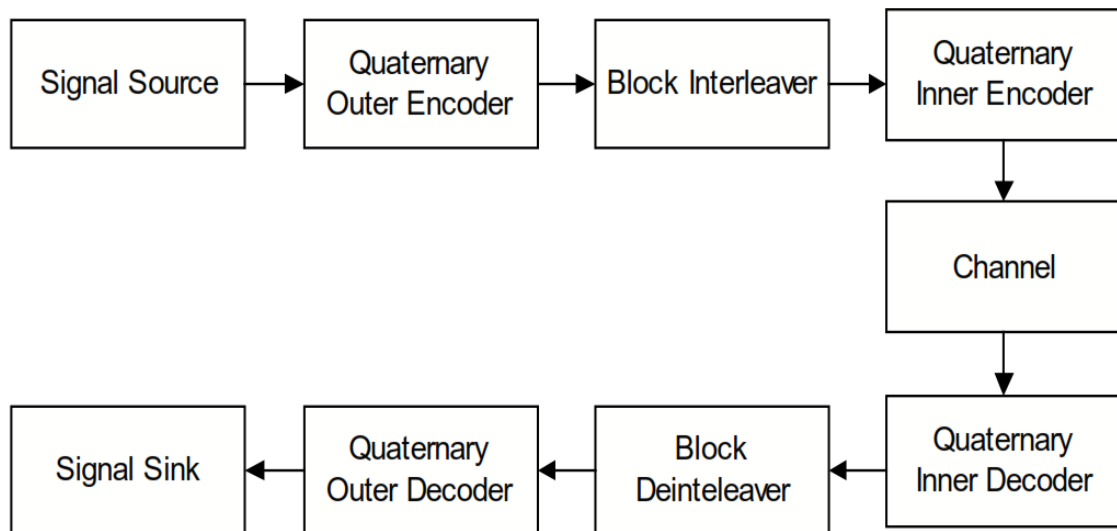 Signal Source
Quaternary
Outer Encoder
Block Interleaver
Quaternary
Inner Encoder
Channel
Quaternary
Inner Decoder
Block
Deinteleaver
Quaternary
Outer Decoder
Signal Sink